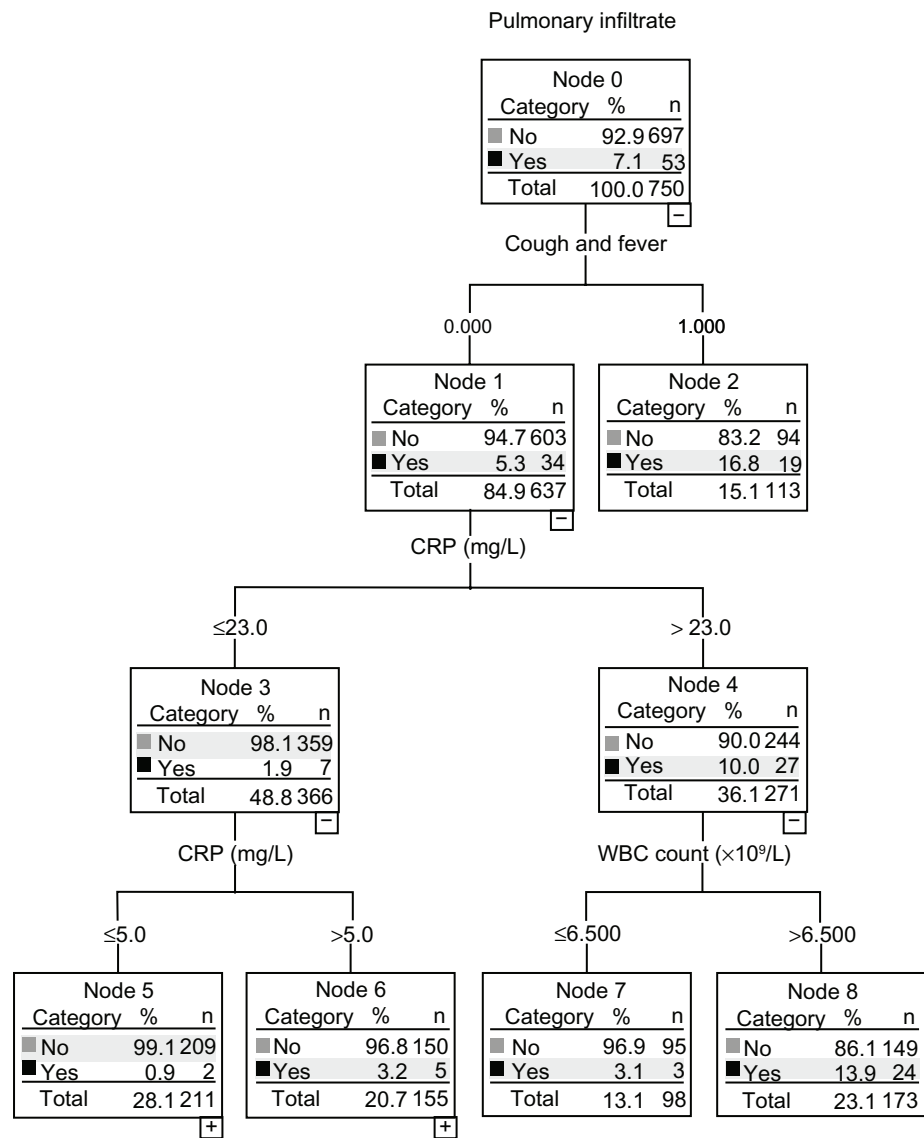 Pulmonary infiltrate
Node 0
Category % n
No 92.9 697
Yes 7.1 53
Total 100.0 750
−
Cough and fever
0.000 1.000
Node 1
Category % n
No 94.7 603
Yes 5.3 34
Total 84.9 637
−
Node 2
Category % n
No 83.2 94
Yes 16.8 19
Total 15.1 113
CRP (mg/L)
≤23.0 > 23.0
Node 3
Category % n
No 98.1 359
Yes 1.9 7
Total 48.8 366
−
Node 4
Category % n
No 90.0 244
Yes 10.0 27
Total 36.1 271
−
CRP (mg/L)
WBC count (×10⁹/L)
≤5.0 >5.0 ≤6.500 >6.500
Node 5
Category % n
No 99.1 209
Yes 0.9 2
Total 28.1 211
+
Node 6
Category % n
No 96.8 150
Yes 3.2 5
Total 20.7 155
+
Node 7
Category % n
No 96.9 95
Yes 3.1 3
Total 13.1 98
Node 8
Category % n
No 86.1 149
Yes 13.9 24
Total 23.1 173